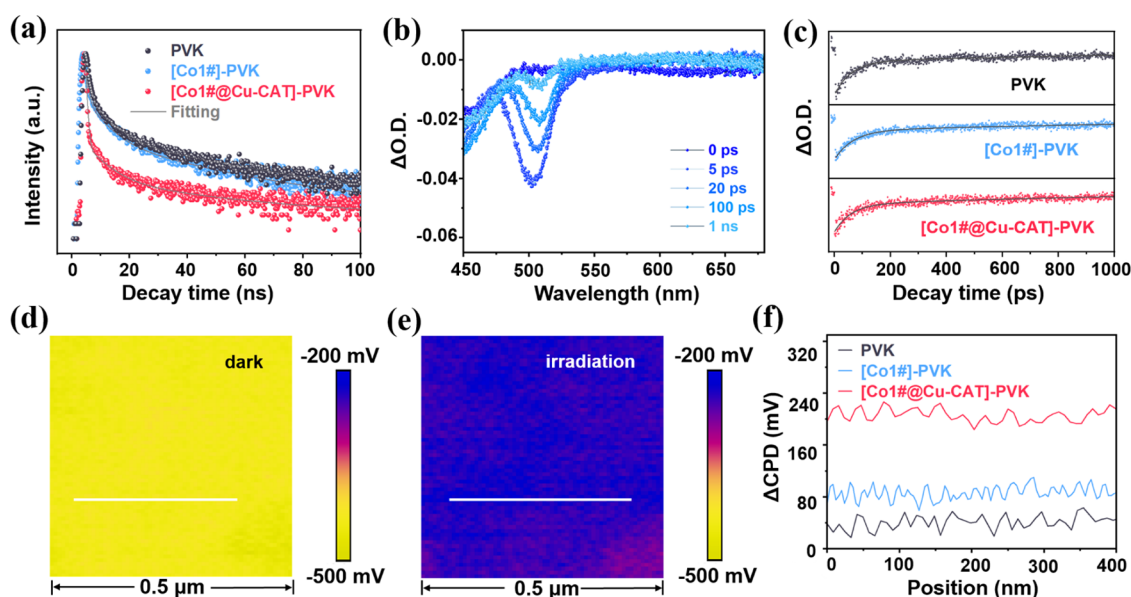 (a)
PVK
[Co1#]-PVK
[Co1#@Cu-CAT]-PVK
Fitting
Intensity (a.u.)
0 20 40 60 80 100
Decay time (ns)
(b)
0.00
-0.02
-0.04
-0.06
ΔO.D.
0 ps
5 ps
20 ps
100 ps
1 ns
450 500 550 600 650
Wavelength (nm)
(c)
ΔO.D.
PVK
[Co1#]-PVK
[Co1#@Cu-CAT]-PVK
0 200 400 600 800 1000
Decay time (ps)
(d)
dark
-200 mV
-500 mV
0.5 µm
(e)
irradiation
-200 mV
-500 mV
0.5 µm
(f)
PVK
[Co1#]-PVK
[Co1#@Cu-CAT]-PVK
320
240
160
80
0
ΔCPD (mV)
0 100 200 300 400
Position (nm)